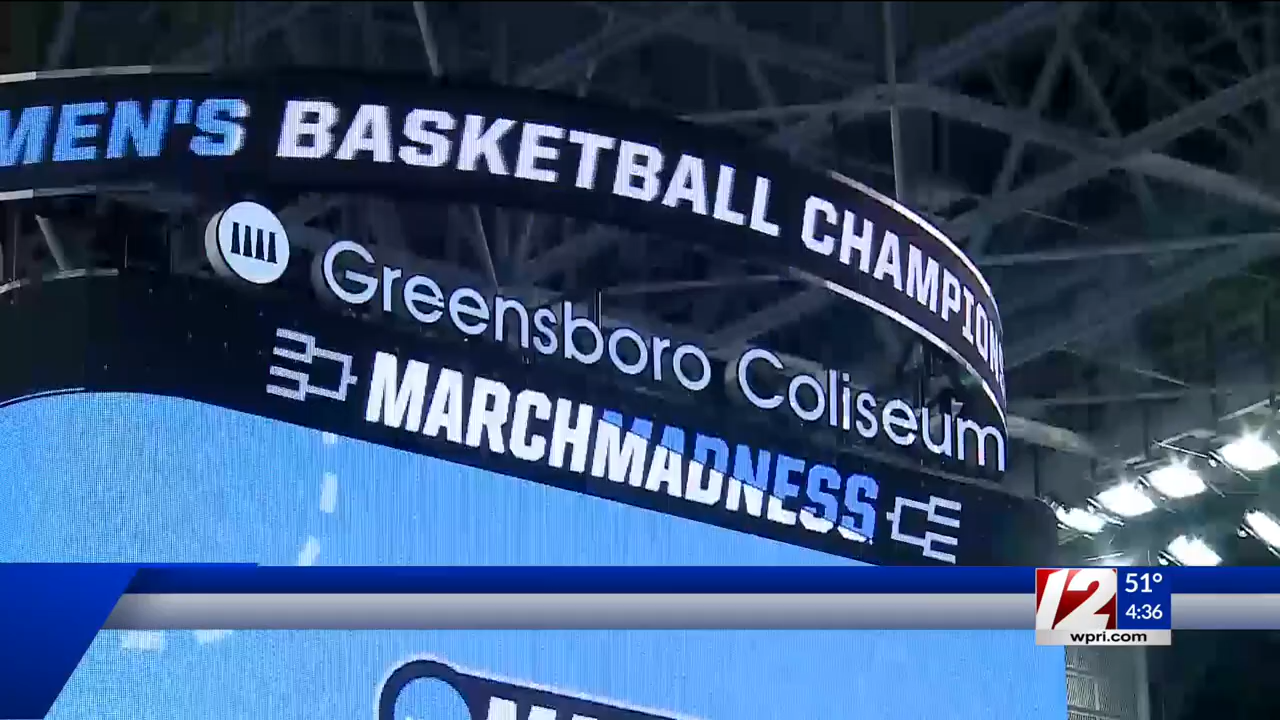 MEN'S BASKETBALL CHAMPIONS
Greensboro Coliseum
MARCHMADNESS
12
51°
4:36
wpri.com